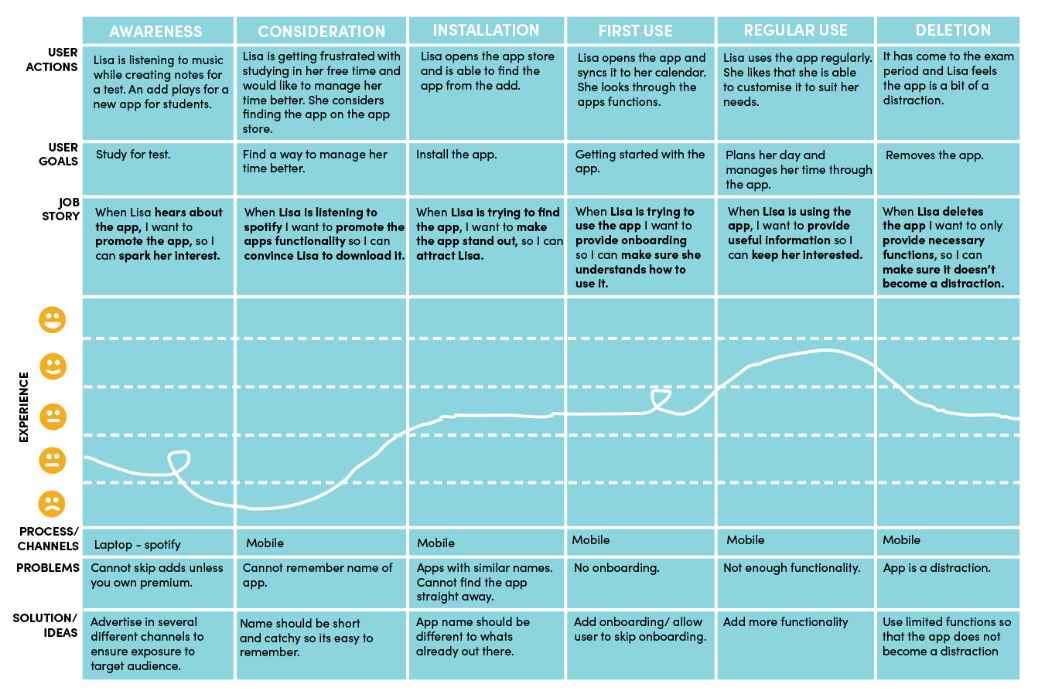 AWARENESS
CONSIDERATION
INSTALLATION
FIRST USE
REGULAR USE
DELETION
USER
ACTIONS
Lisa is listening to music
while creating notes for
a test. An add plays for a
new app for students.
Lisa is getting frustrated with
studying in her free time and
would like to manage her
time better. She considers
finding the app on the app
store.
Lisa opens the app store
and is able to find the
app from the add.
Lisa opens the app and
syncs it to her calendar.
She looks through the
apps functions.
Lisa uses the app regularly.
She likes that she is able
to customise it to suit her
needs.
It has come to the exam
period and Lisa feels
the app is a bit of a
distraction.
USER
GOALS
Study for test.
Find a way to manage her
time better.
Install the app.
Getting started with the
app.
Plans her day and
manages her time through
the app.
Removes the app.
JOB
STORY
When Lisa hears about
the app, I want to
promote the app, so I
can spark her interest.
When Lisa is listening to
spotify I want to promote the
apps functionality so I can
convince Lisa to download it.
When Lisa is trying to find
the app, I want to make
the app stand out, so I can
attract Lisa.
When Lisa is trying to
use the app I want to
provide onboarding
so I can make sure she
understands how to
use it.
When Lisa is using the
app, I want to provide
useful information so I
can keep her interested.
When Lisa deletes
the app I want to only
provide necessary
functions, so I can
make sure it doesn't
become a distraction.
EXPERIENCE
PROCESS/
CHANNELS
Laptop - spotify
Mobile
Mobile
Mobile
Mobile
Mobile
PROBLEMS
Cannot skip adds unless
you own premium.
Cannot remember name of
app.
Apps with similar names.
Cannot find the app
straight away.
No onboarding.
Not enough functionality.
App is a distraction.
SOLUTION/
IDEAS
Advertise in several
different channels to
ensure exposure to
target audience.
Name should be short
and catchy so its easy to
remember.
App name should be
different to whats
already out there.
Add onboarding/ allow
user to skip onboarding.
Add more functionality
Use limited functions so
that the app does not
become a distraction